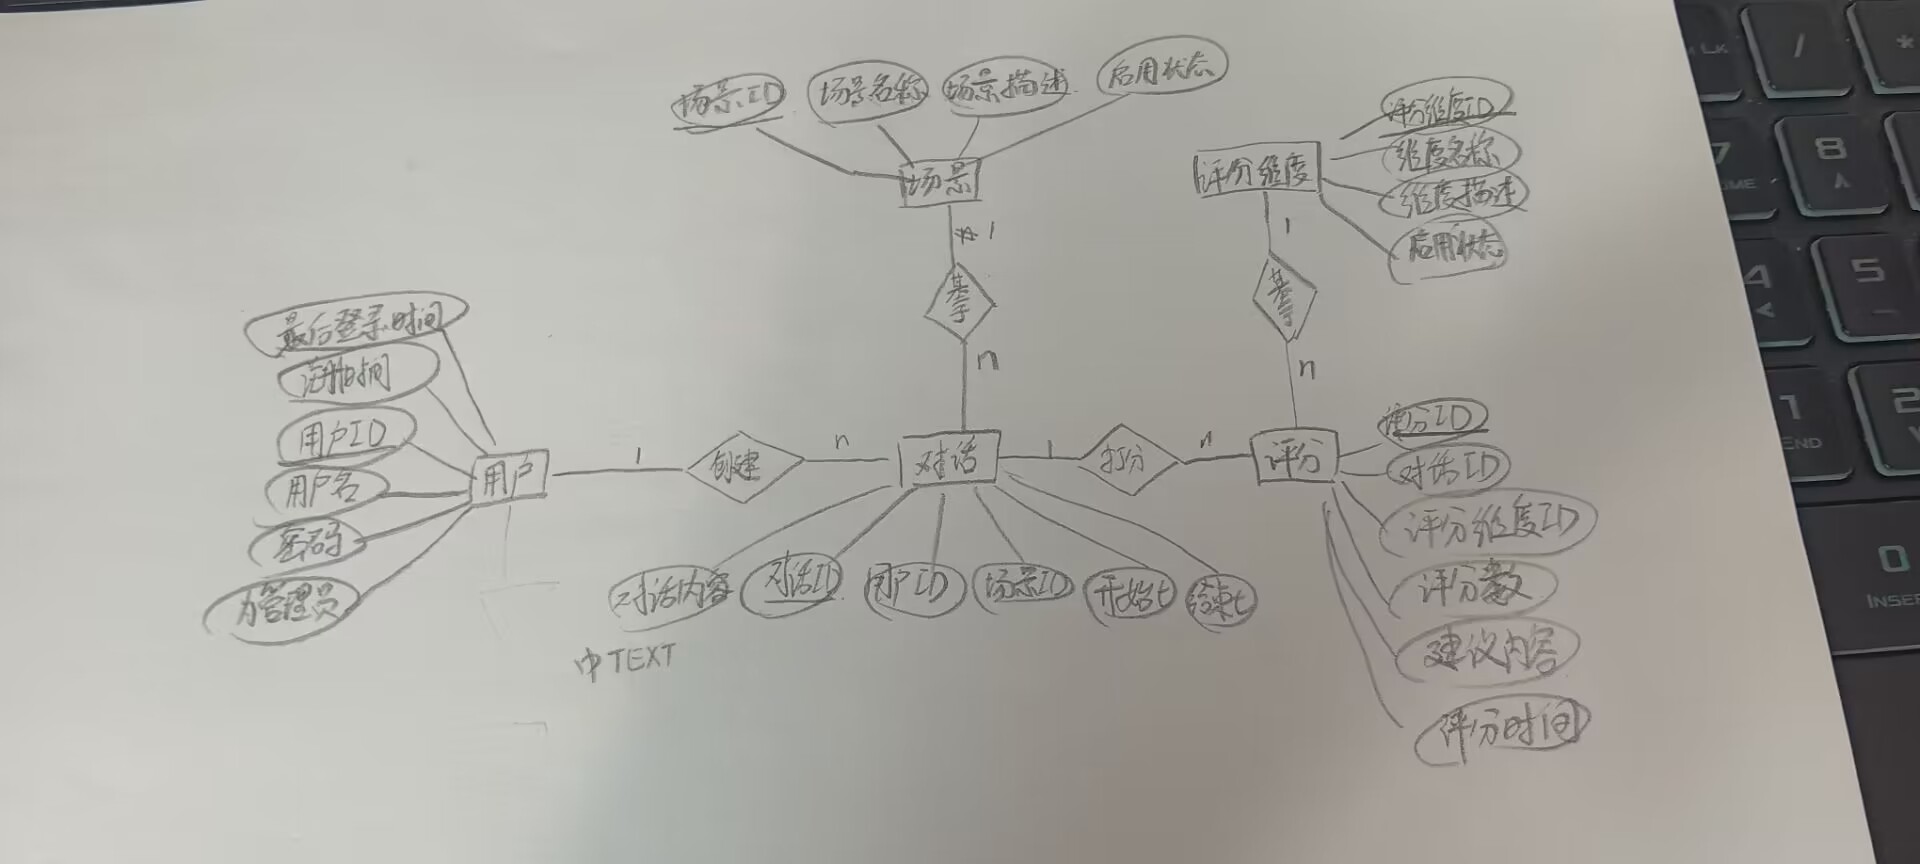 场景ID
场景名称
场景描述
启用状态
场景
1
基于
n
评分维度ID
维度名称
维度描述
启用状态
评分维度
1
基于
n
最后登录时间
注册时间
用户ID
用户名
密码
为管理员
用户
1
创建
n
对话
1
打分
n
评分
对话内容
对话ID
用户ID
场景ID
开始t
结束t
中TEXT
评分ID
对话ID
评分维度ID
评分数
建议内容
评分时间
LK
/
*
7
8
4
5
1
END
2
0